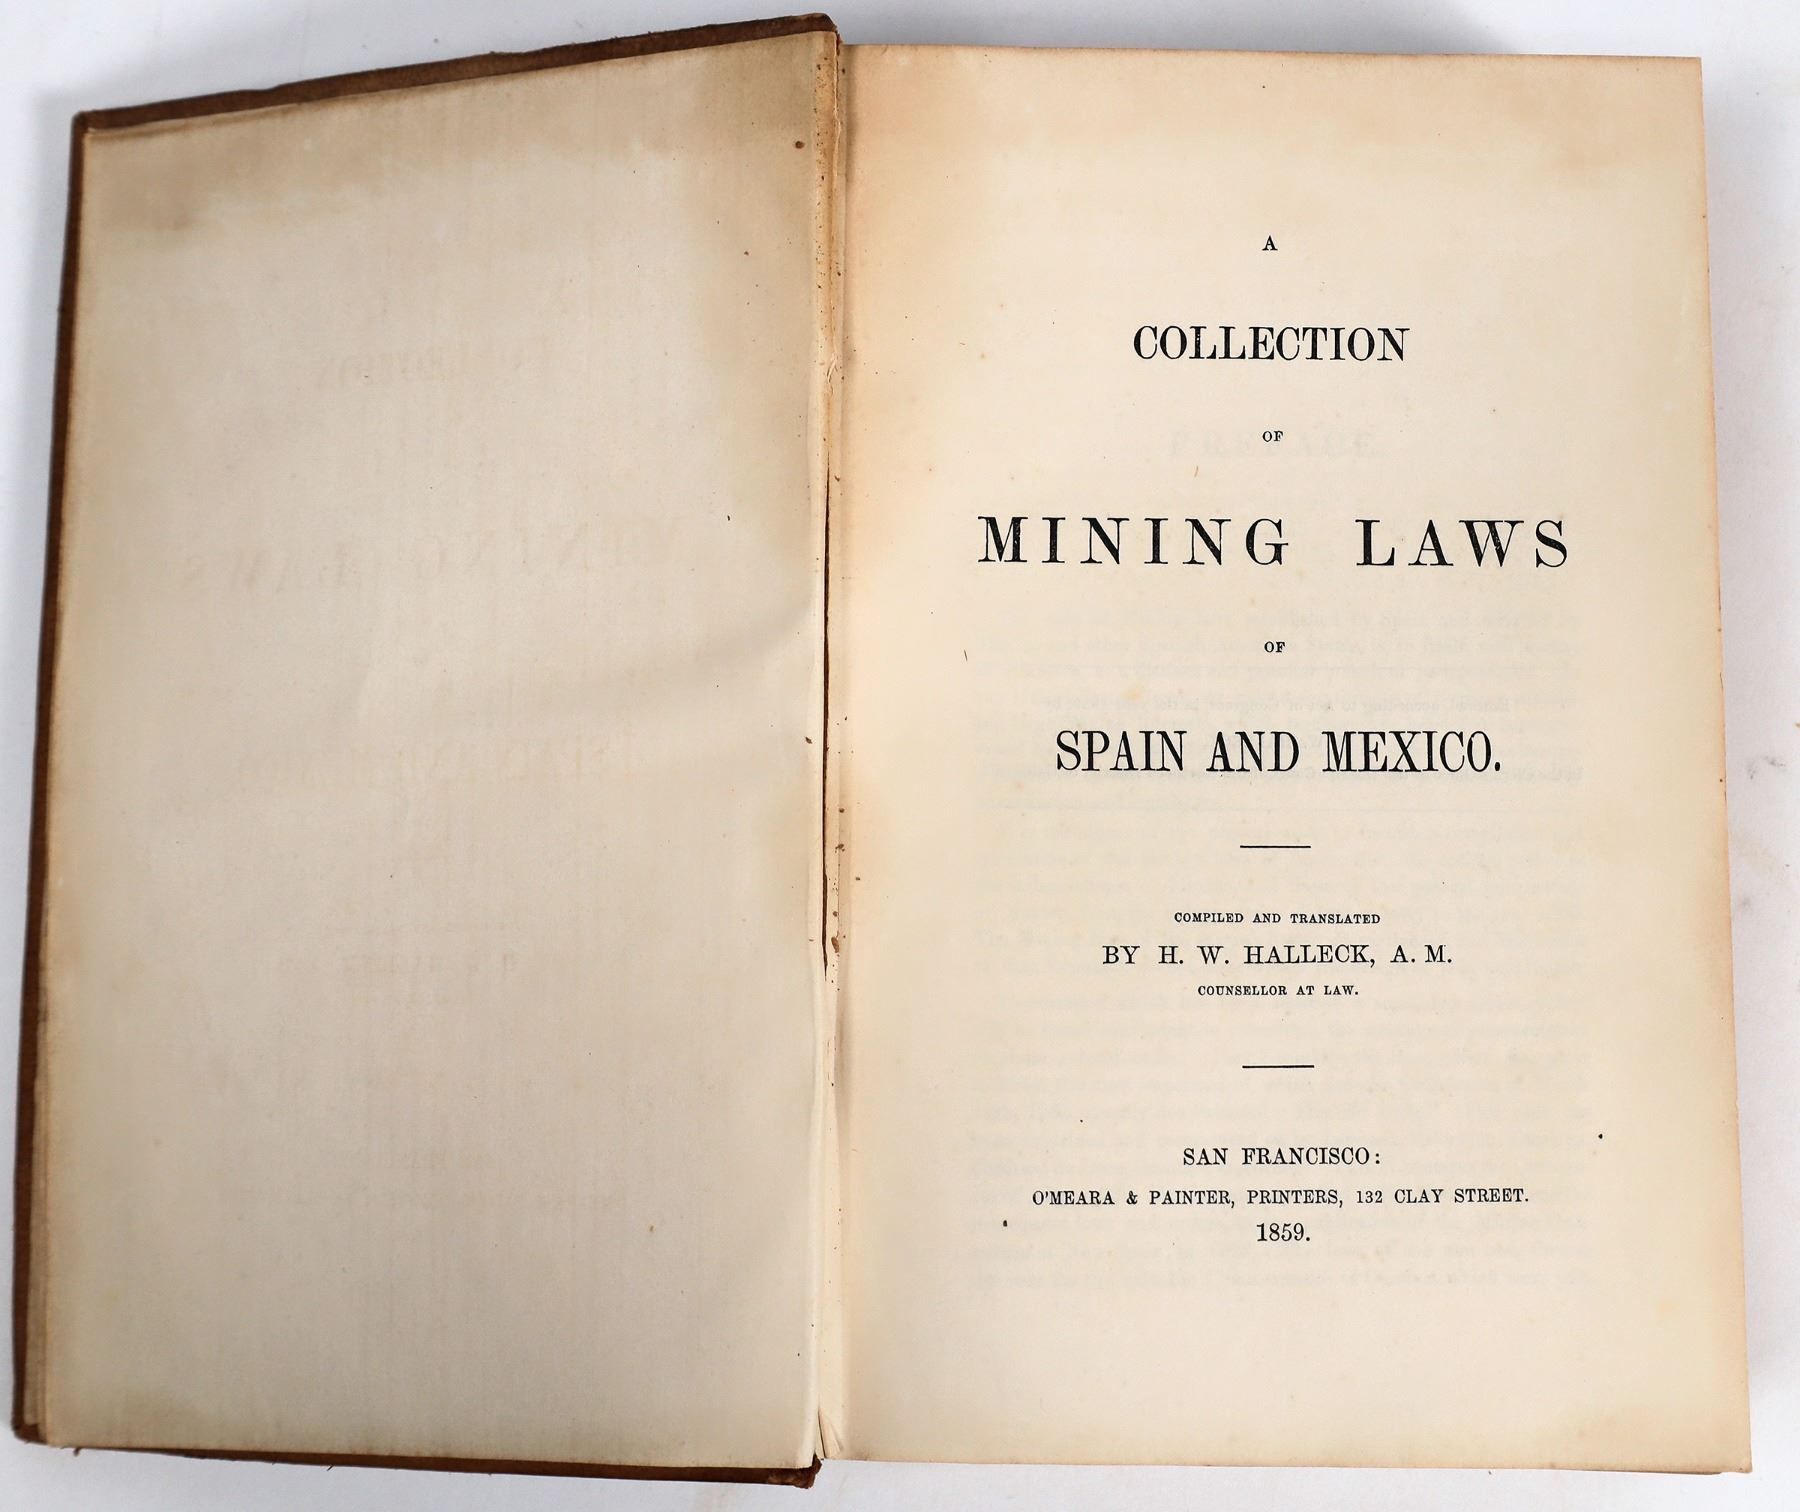 A
COLLECTION
OF
MINING LAWS
OF
SPAIN AND MEXICO.
COMPILED AND TRANSLATED
BY H. W. HALLECK, A. M.
COUNSELLOR AT LAW.
SAN FRANCISCO:
O'MEARA & PAINTER, PRINTERS, 132 CLAY STREET.
1859.